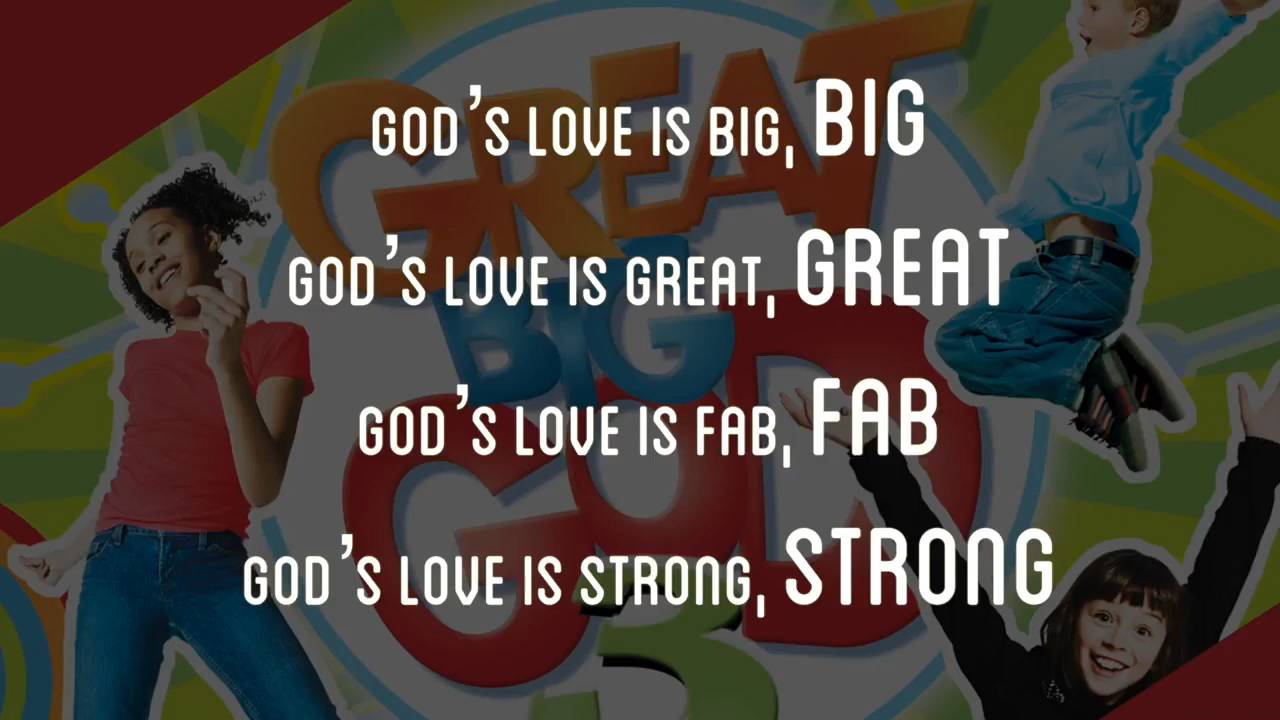 GOD'S LOVE IS BIG, BIG
GOD'S LOVE IS GREAT, GREAT
GOD'S LOVE IS FAB, FAB
GOD'S LOVE IS STRONG, STRONG
GREAT
BIG
GOD
3